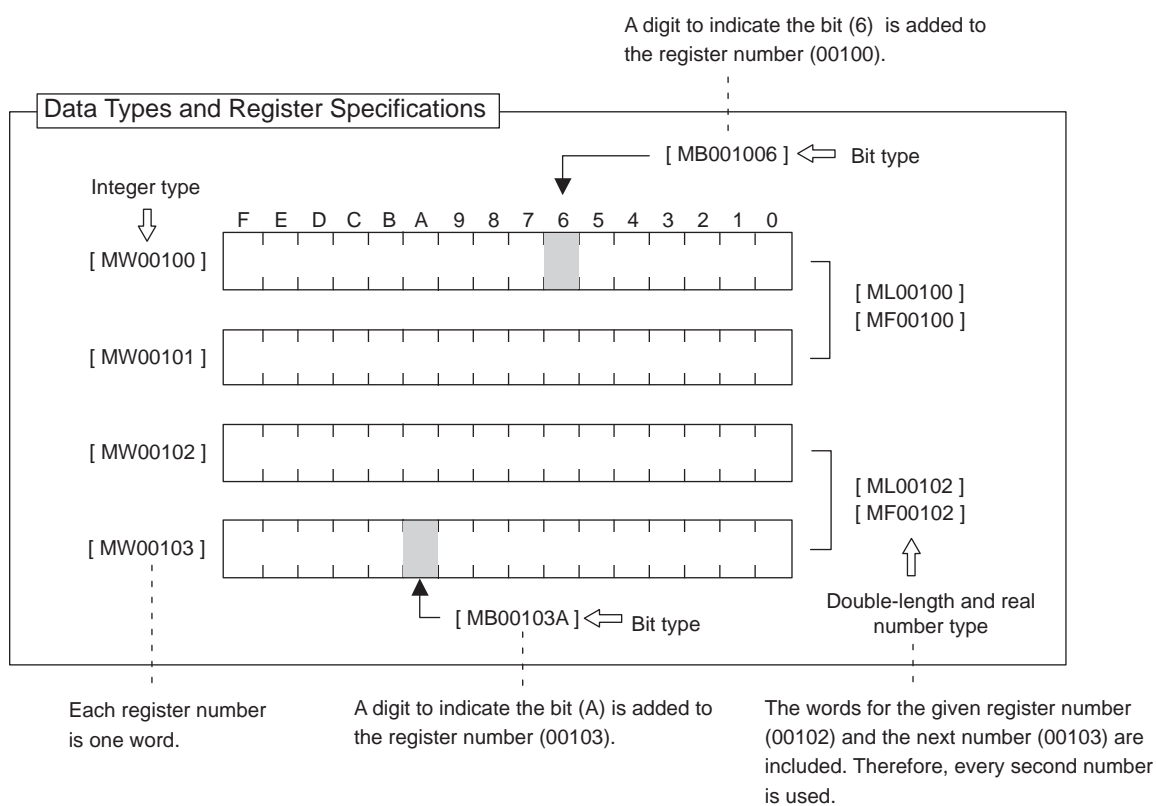 A digit to indicate the bit (6) is added to
the register number (00100).
Data Types and Register Specifications
[ MB001006 ] Bit type
Integer type
F E D C B A 9 8 7 6 5 4 3 2 1 0
[ MW00100 ]
[ ML00100 ]
[ MF00100 ]
[ MW00101 ]
[ MW00102 ]
[ ML00102 ]
[ MF00102 ]
[ MW00103 ]
[ MB00103A ] Bit type
Double-length and real
number type
Each register number
is one word.
A digit to indicate the bit (A) is added to
the register number (00103).
The words for the given register number
(00102) and the next number (00103) are
included. Therefore, every second number
is used.